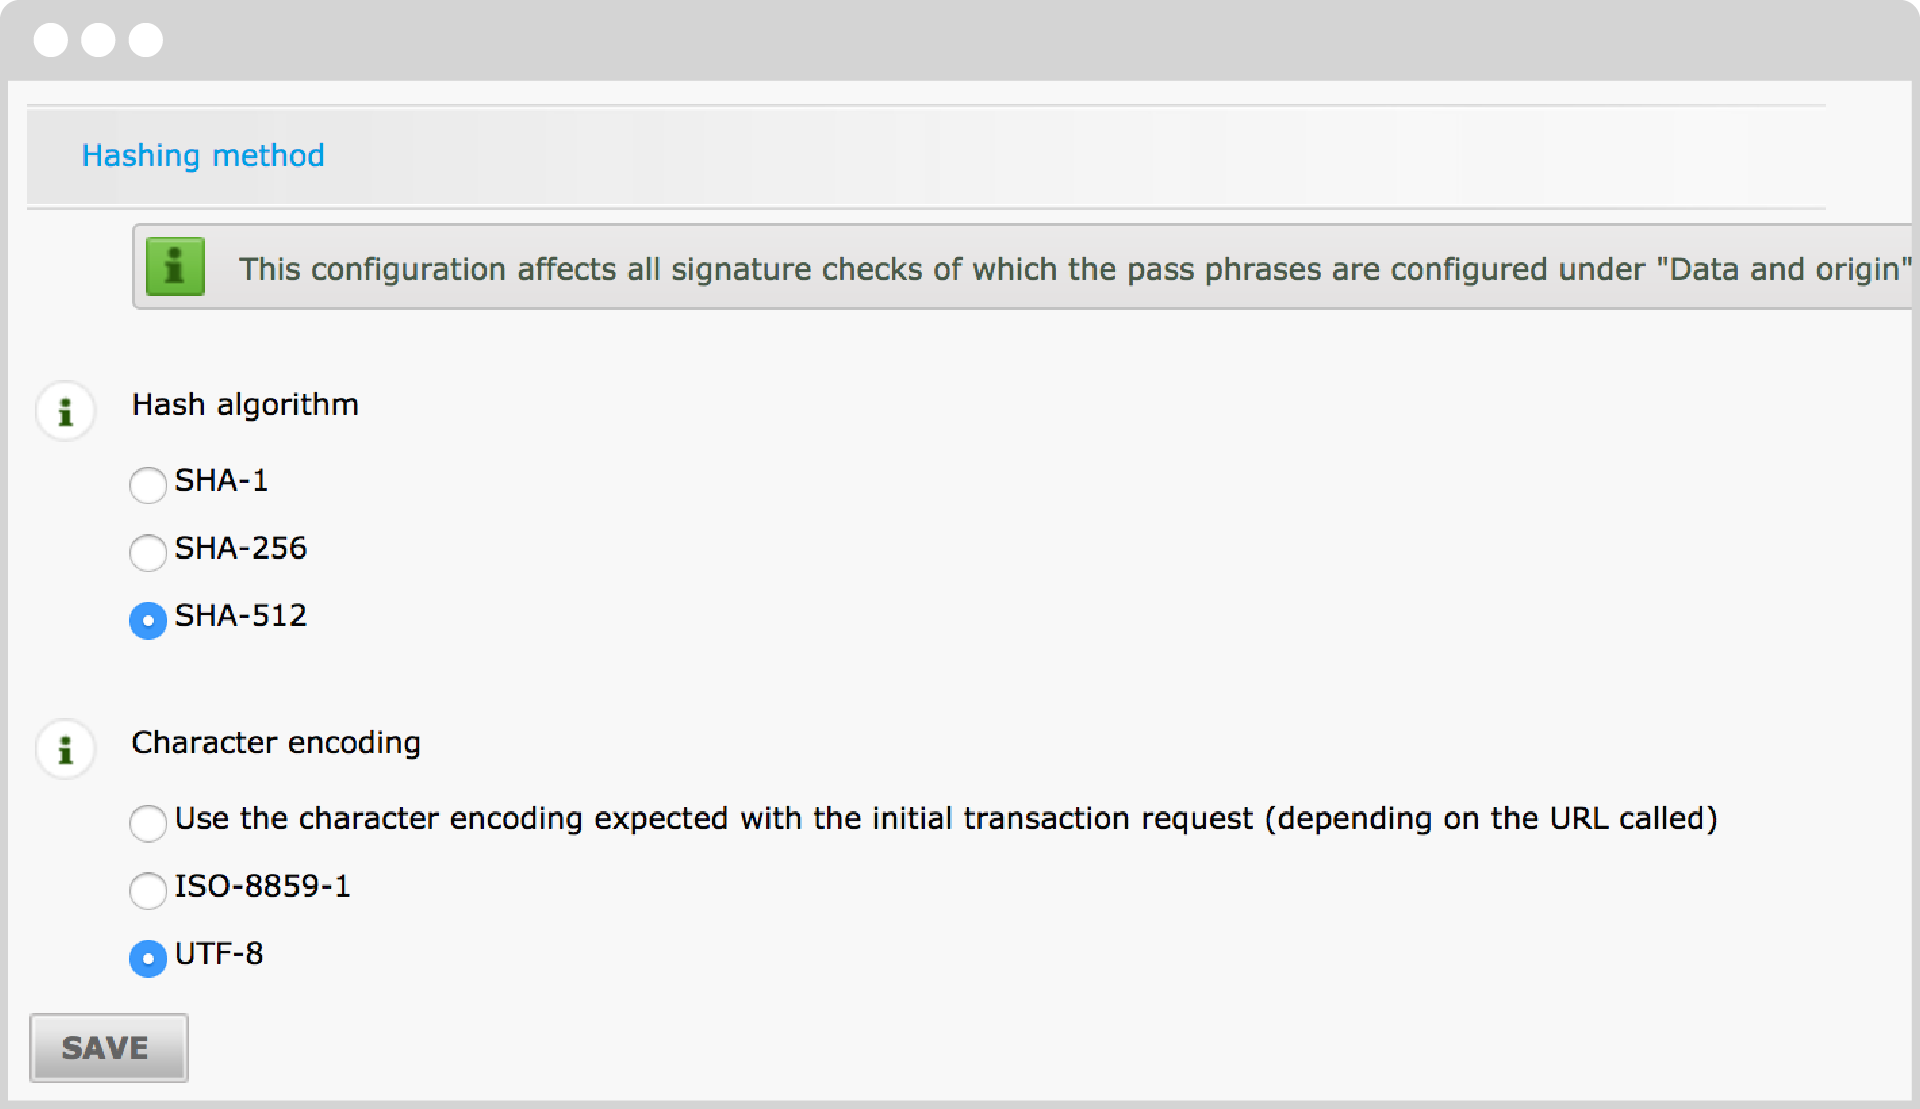 Hashing method
This configuration affects all signature checks of which the pass phrases are configured under "Data and origin"
Hash algorithm
SHA-1
SHA-256
SHA-512
Character encoding
Use the character encoding expected with the initial transaction request (depending on the URL called)
ISO-8859-1
UTF-8
SAVE